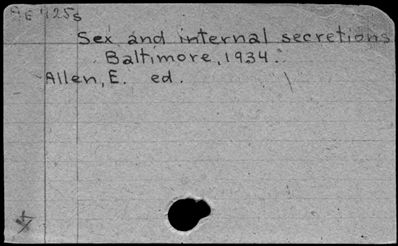 Sex and internal secretions
Baltimore, 1934.
Allen, E. ed.